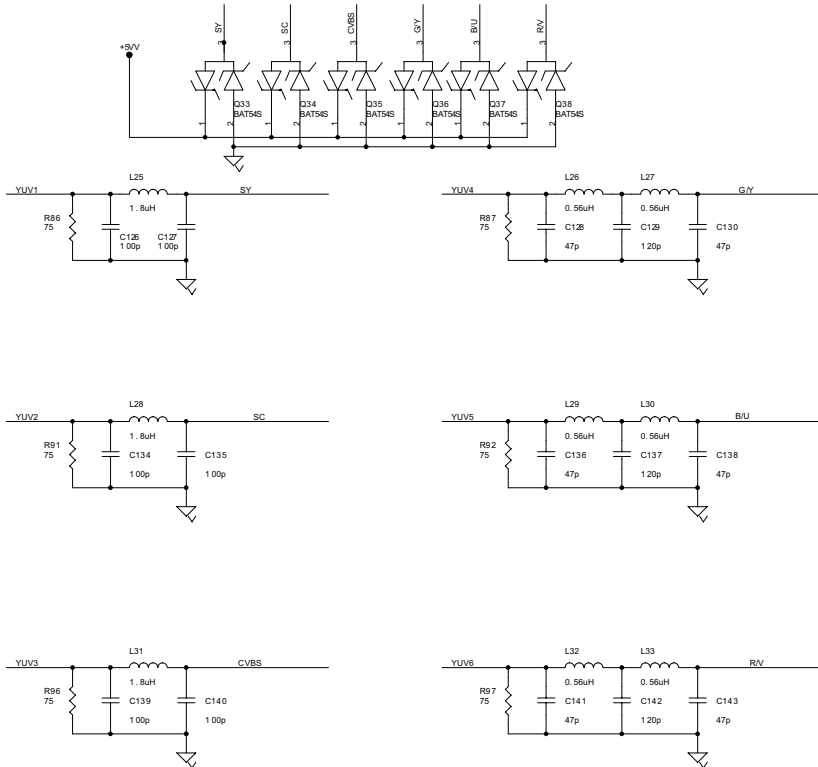 SY SC CVBS G/Y B/U R/V
+5VV
3 3 3 3 3 3
Q33 Q34 Q35 Q36 Q37 Q38
BAT54S BAT54S BAT54S BAT54S BAT54S BAT54S
1 2 1 2 1 2 1 2 1 2 1 2
L25
YUV1 SY
1.8uH
R86
75
C126 C127
100p 100p
L26 L27
YUV4 G/Y
0.56uH 0.56uH
R87
75
C128 C129 C130
47p 120p 47p
L28
YUV2 SC
1.8uH
R91
75
C134 C135
100p 100p
L29 L30
YUV5 B/U
0.56uH 0.56uH
R92
75
C136 C137 C138
47p 120p 47p
L31
YUV3 CVBS
1.8uH
R96
75
C139 C140
100p 100p
L32 L33
YUV6 R/V
0.56uH 0.56uH
R97
75
C141 C142 C143
47p 120p 47p